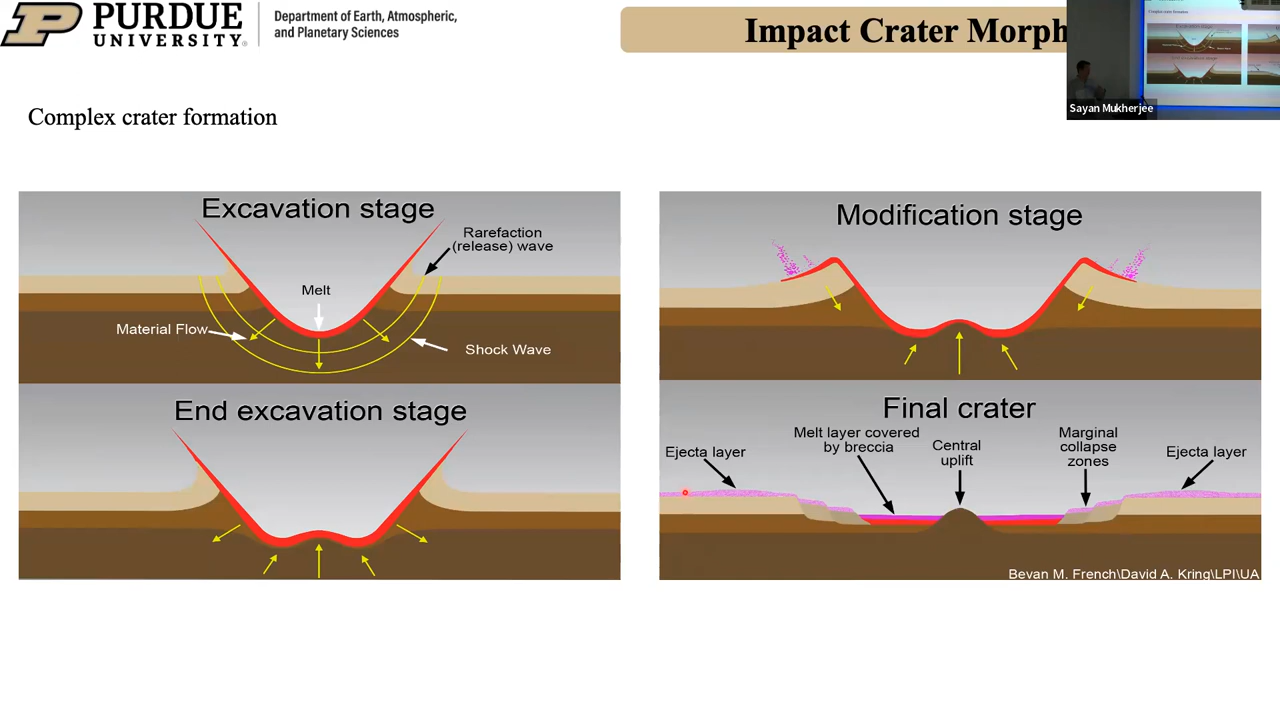 PURDUE
UNIVERSITY®
Department of Earth, Atmospheric,
and Planetary Sciences
Impact Crater Morph
Sayan Mukherjee
Complex crater formation
Excavation stage
Rarefaction
(release) wave
Melt
Material Flow
Shock Wave
End excavation stage
Modification stage
Final crater
Ejecta layer
Melt layer covered
by breccia
Central
uplift
Marginal
collapse
zones
Ejecta layer
Bevan M. French\David A. Kring\LPI\UA